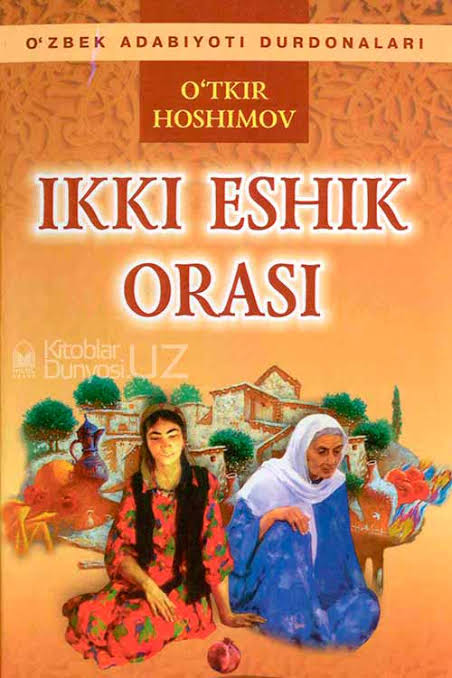 O‘ZBEK ADABIYOTI DURDONALARI
O‘TKIR
HOSHIMOV
IKKI ESHIK
ORASI
Kitoblar
Dunyosi.UZ